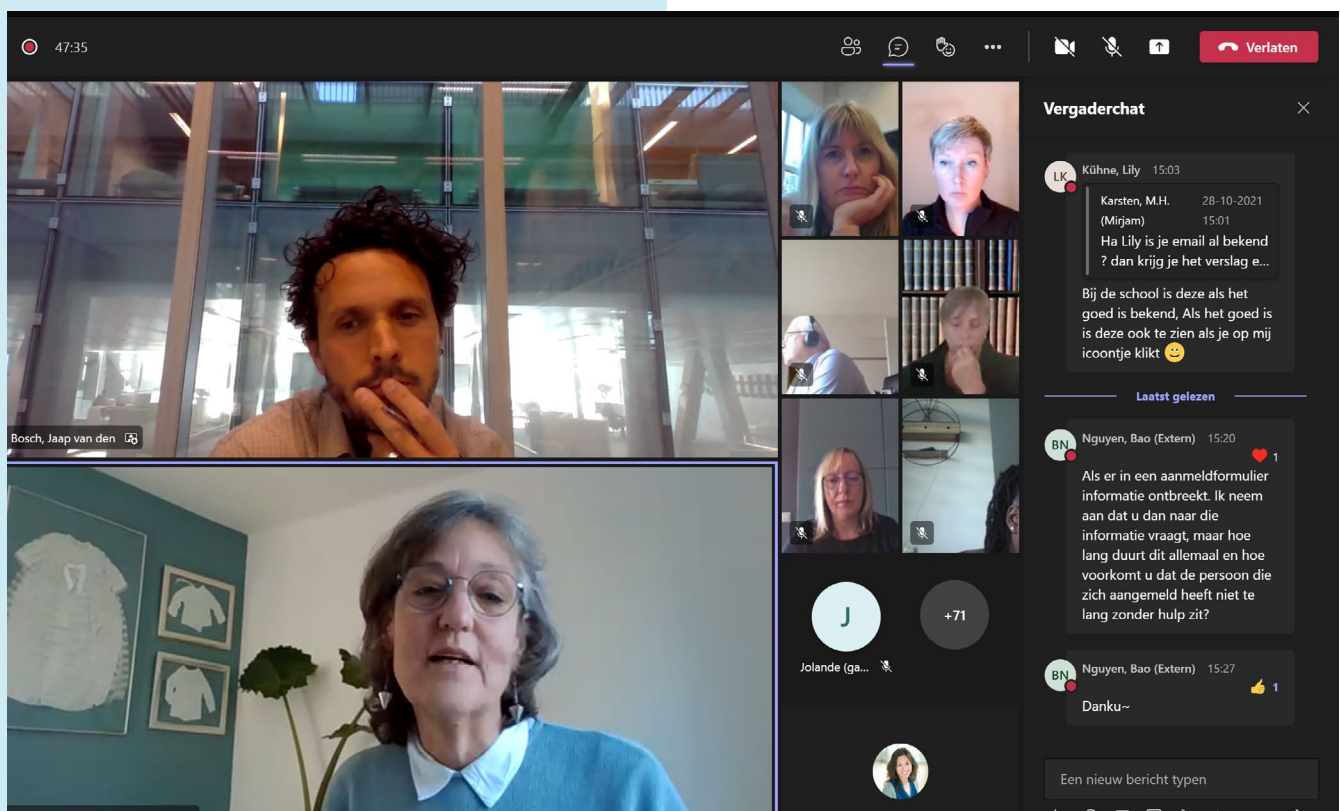 47:35
Verlaten
Bosch, Jaap van den
J
Jolande (ga...
+71
Vergaderchat
LK
Kühne, Lily 15:03
Karsten, M.H. 28-10-2021
(Mirjam) 15:01
Ha Lily is je email al bekend
? dan krijg je het verslag e...
Bij de school is deze als het
goed is bekend, Als het goed is
is deze ook te zien als je op mij
icoontje klikt
Laatst gelezen
BN
Nguyen, Bao (Extern) 15:20
1
Als er in een aanmeldformulier
informatie ontbreekt. Ik neem
aan dat u dan naar die
informatie vraagt, maar hoe
lang duurt dit allemaal en hoe
voorkomt u dat de persoon die
zich aangemeld heeft niet te
lang zonder hulp zit?
BN
Nguyen, Bao (Extern) 15:27
1
Danku~
Een nieuw bericht typen